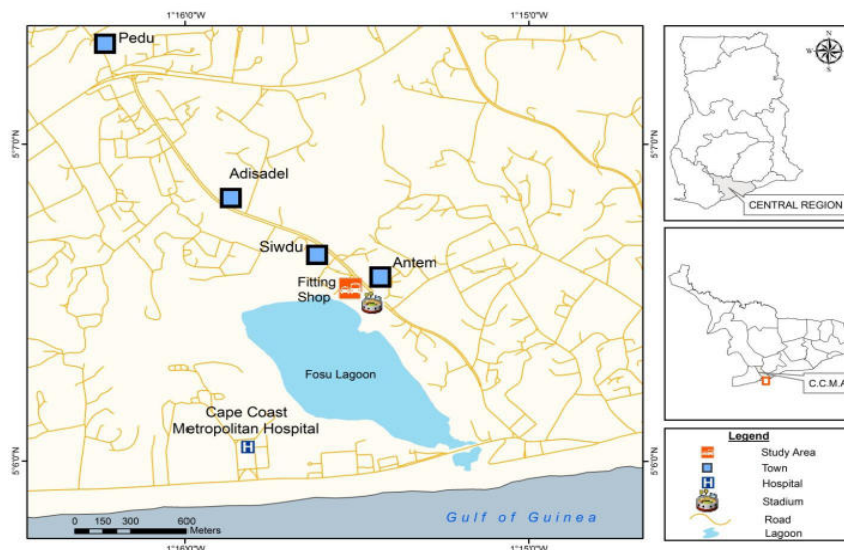 1°16'0"W
1°15'0"W
Pedu
5°7'0"N
5°7'0"N
Adisadel
Siwdu
Antem
Fitting
Shop
Fosu Lagoon
Cape Coast
Metropolitan Hospital
H
5°6'0"N
5°6'0"N
0 150 300 600
Meters
Gulf of Guinea
1°16'0"W
1°15'0"W
N
W
E
S
CENTRAL REGION
C.C.M.A
Legend
Study Area
Town
H
Hospital
Stadium
Road
Lagoon